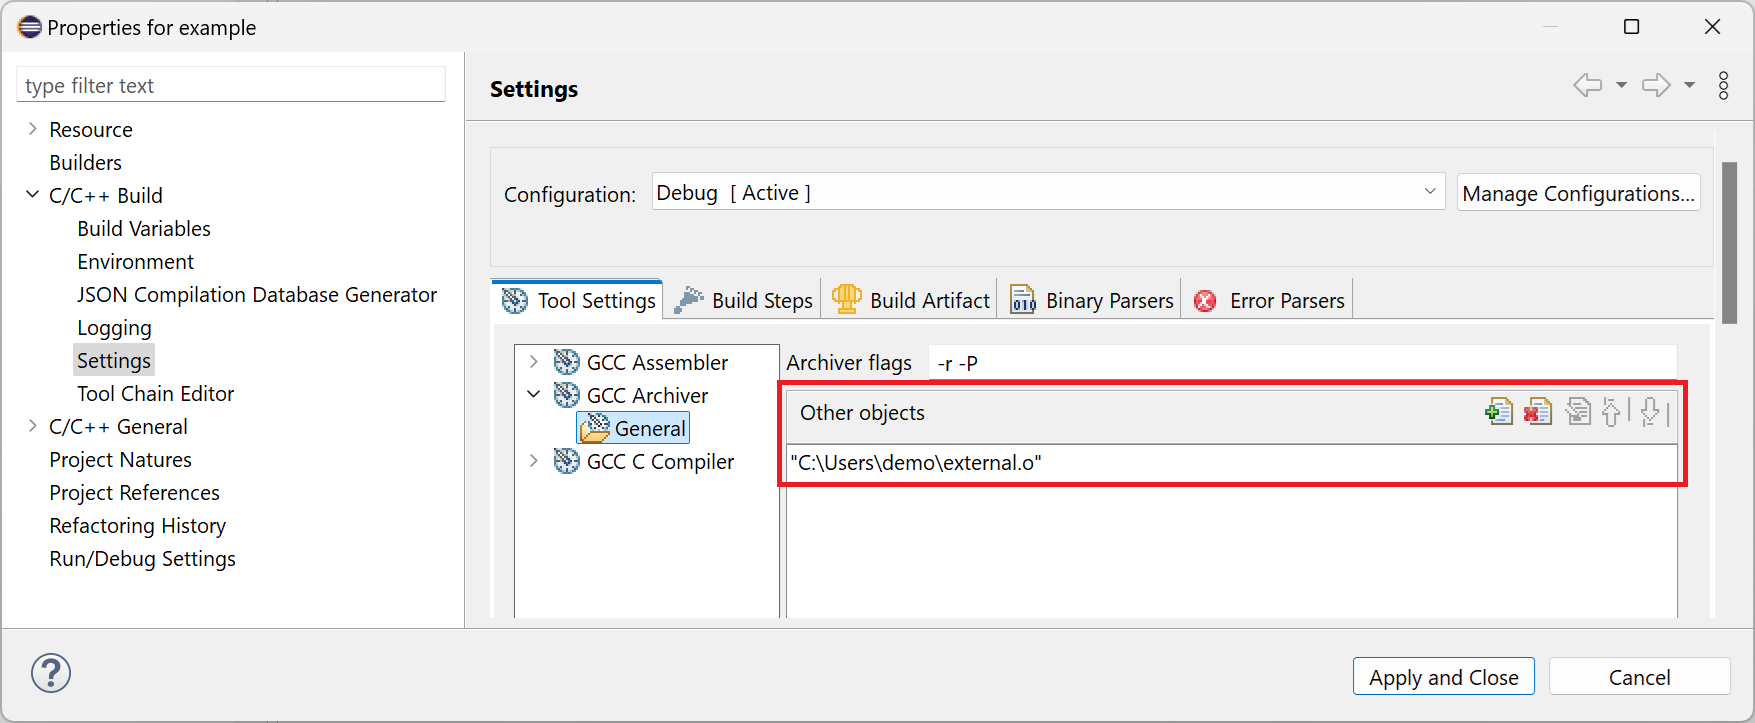 Properties for example
type filter text
Resource
Builders
C/C++ Build
Build Variables
Environment
JSON Compilation Database Generator
Logging
Settings
Tool Chain Editor
C/C++ General
Project Natures
Project References
Refactoring History
Run/Debug Settings
Settings
Configuration: Debug [ Active ] Manage Configurations...
Tool Settings Build Steps Build Artifact 010 Binary Parsers Error Parsers
GCC Assembler
GCC Archiver
General
GCC C Compiler
Archiver flags -r -P
Other objects
"C:\Users\demo\external.o"
Apply and Close Cancel